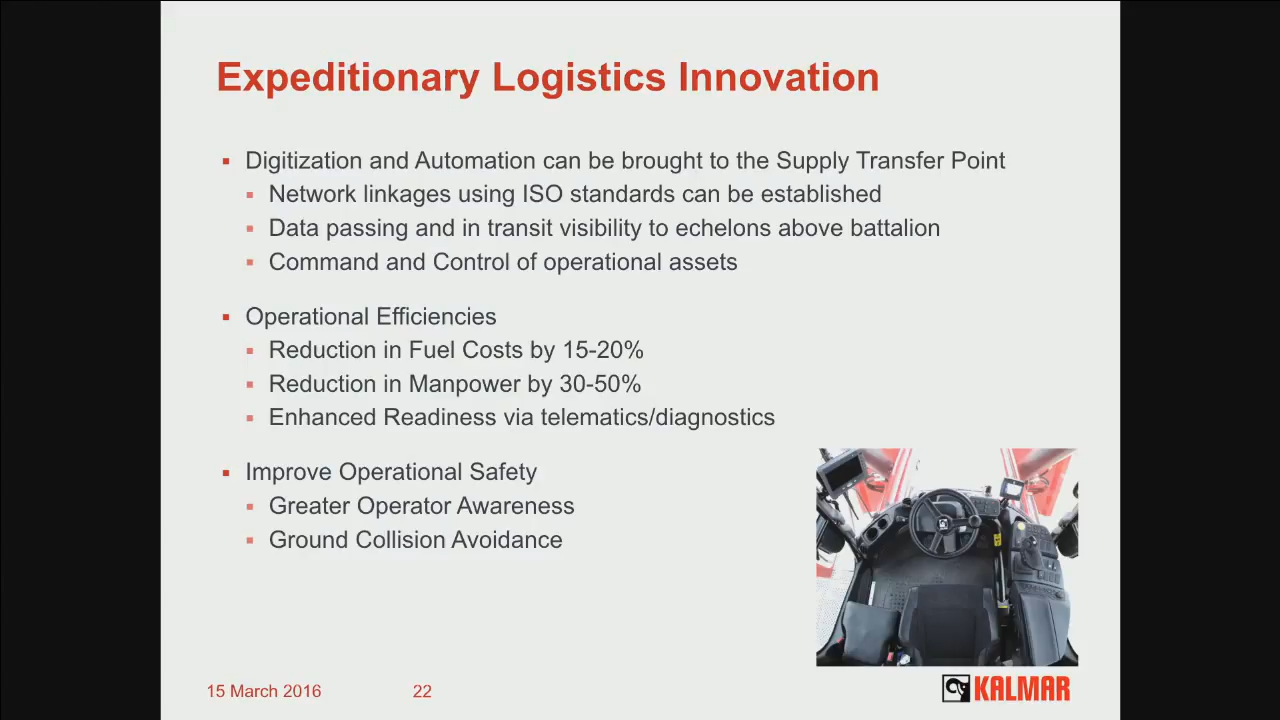 Expeditionary Logistics Innovation
Digitization and Automation can be brought to the Supply Transfer Point
Network linkages using ISO standards can be established
Data passing and in transit visibility to echelons above battalion
Command and Control of operational assets
Operational Efficiencies
Reduction in Fuel Costs by 15-20%
Reduction in Manpower by 30-50%
Enhanced Readiness via telematics/diagnostics
Improve Operational Safety
Greater Operator Awareness
Ground Collision Avoidance
15 March 2016
22
KALMAR